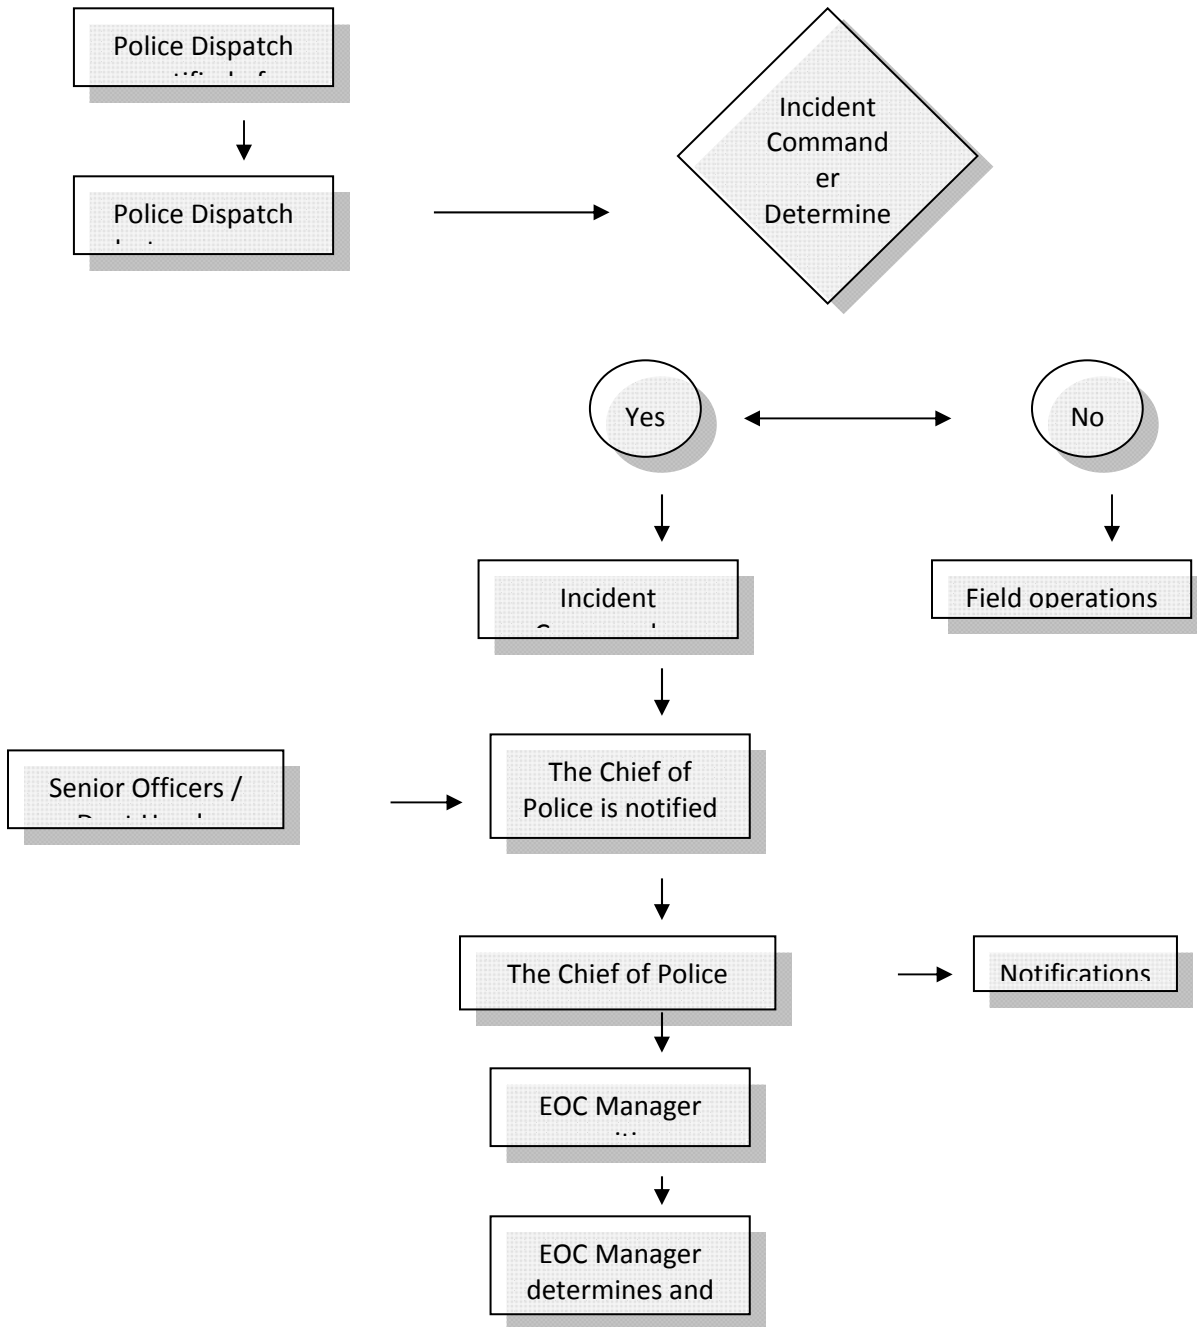 Police Dispatch
Police Dispatch
Incident
Command
er
Determine
Yes
No
Incident
Field operations
Senior Officers /
The Chief of
Police is notified
The Chief of Police
Notifications
EOC Manager
EOC Manager
determines and